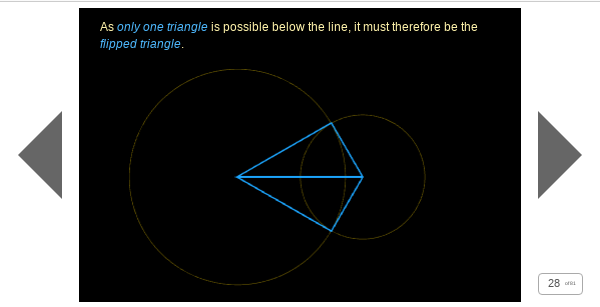 As only one triangle is possible below the line, it must therefore be the
flipped triangle.
28